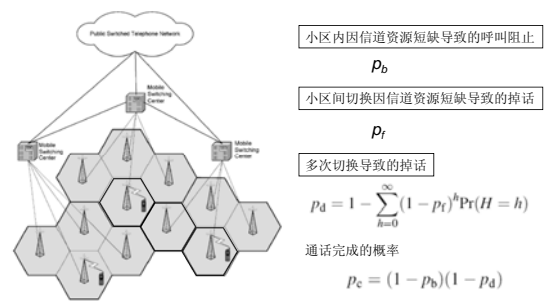 Public Switched Telephone Network
Mobile
Switching
Center
Mobile
Switching
Center
Mobile
Switching
Center
小区内因信道资源短缺导致的呼叫阻止
p_b
小区间切换因信道资源短缺导致的掉话
p_f
多次切换导致的掉话
p_d = 1 − ∑_{h=0}^{∞} (1 − p_f)^h Pr(H = h)
通话完成的概率
p_c = (1 − p_b)(1 − p_d)